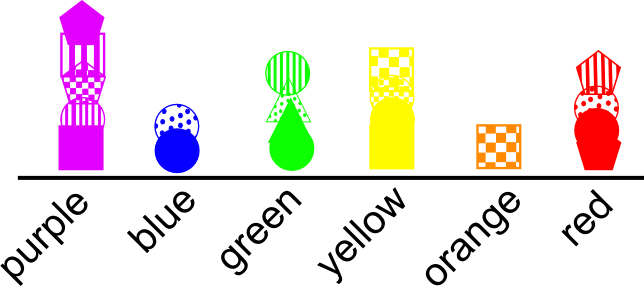 purple
blue
green
yellow
orange
red